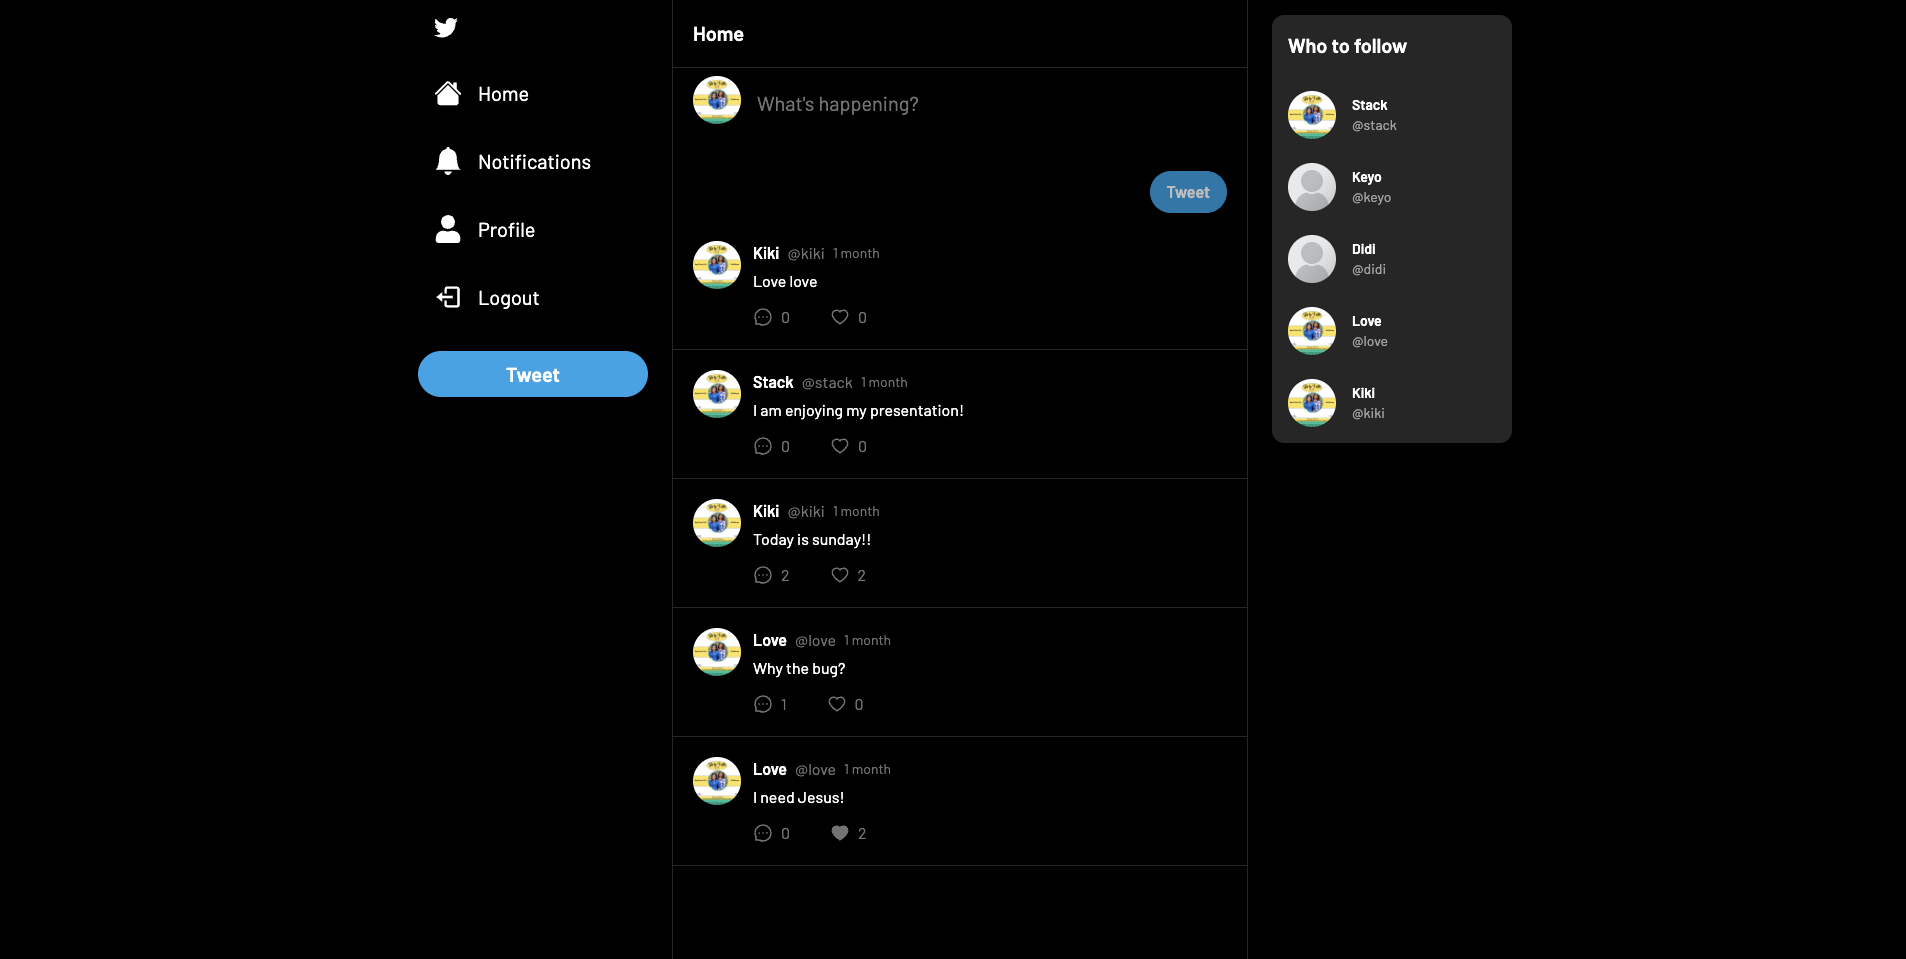 Home
Notifications
Profile
Logout
Tweet
Home
What's happening?
Tweet
Kiki @kiki 1 month
Love love
0 0
Stack @stack 1 month
I am enjoying my presentation!
0 0
Kiki @kiki 1 month
Today is sunday!!
2 2
Love @love 1 month
Why the bug?
1 0
Love @love 1 month
I need Jesus!
0 2
Who to follow
Stack
@stack
Keyo
@keyo
Didi
@didi
Love
@love
Kiki
@kiki